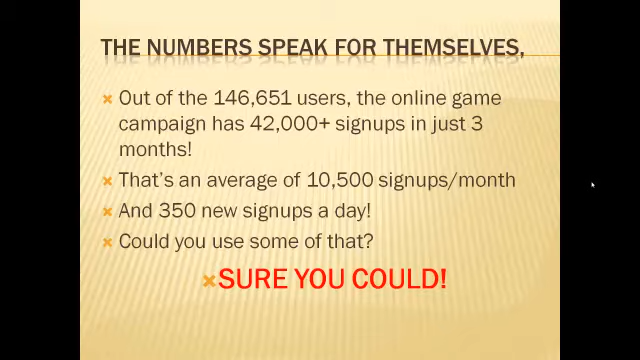 THE NUMBERS SPEAK FOR THEMSELVES,
Out of the 146,651 users, the online game
campaign has 42,000+ signups in just 3
months!
That's an average of 10,500 signups/month
And 350 new signups a day!
Could you use some of that?
SURE YOU COULD!